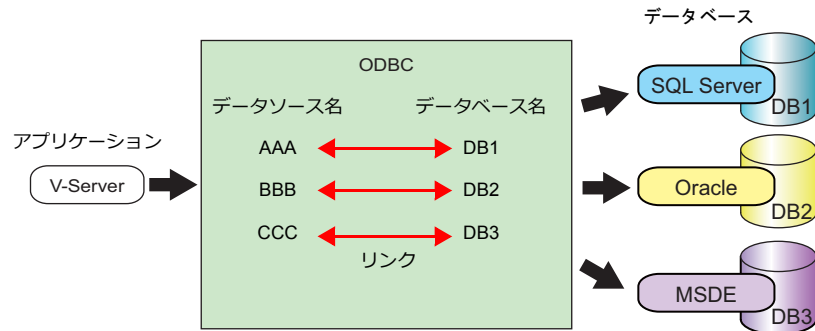 データベース
ODBC
SQL Server
DB1
データソース名 データベース名
アプリケーション
AAA DB1
V-Server
BBB DB2
Oracle
DB2
CCC DB3
リンク
MSDE
DB3